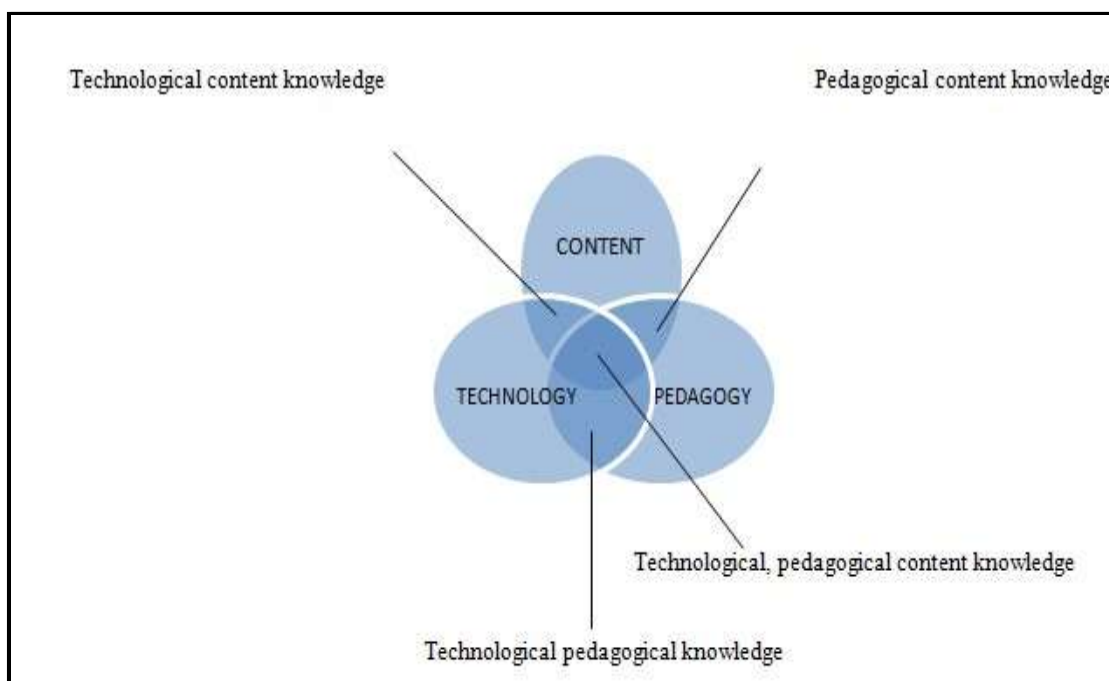 Technological content knowledge
Pedagogical content knowledge
CONTENT
TECHNOLOGY
PEDAGOGY
Technological, pedagogical content knowledge
Technological pedagogical knowledge